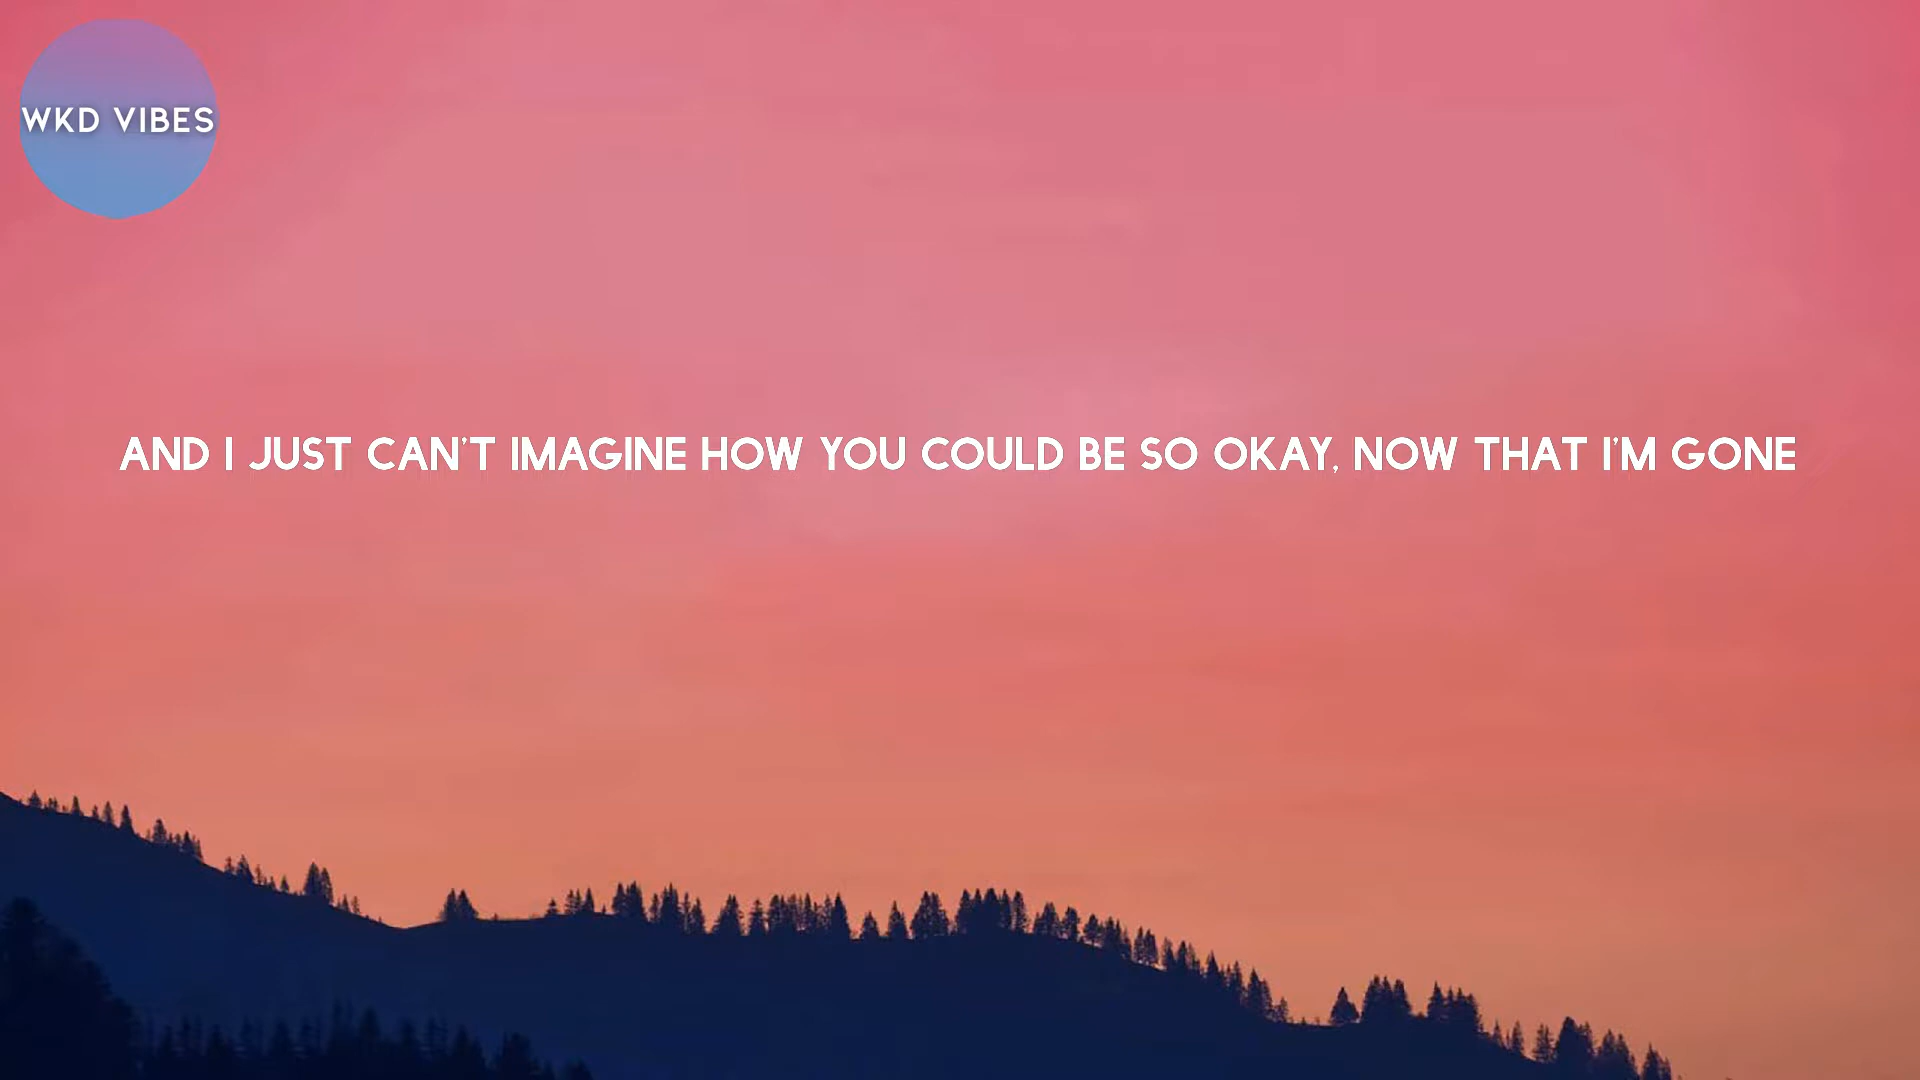 WKD VIBES
AND I JUST CAN'T IMAGINE HOW YOU COULD BE SO OKAY, NOW THAT I'M GONE